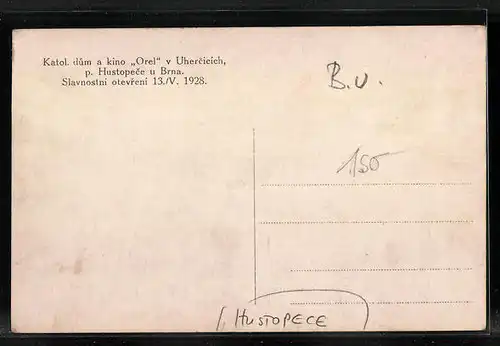 Katol. dům a kino „Orel“ v Uherčicích,
p. Hustopeče u Brna.
Slavnostní otevření 13./V. 1928.
B.U.
150
HUSTOPECE